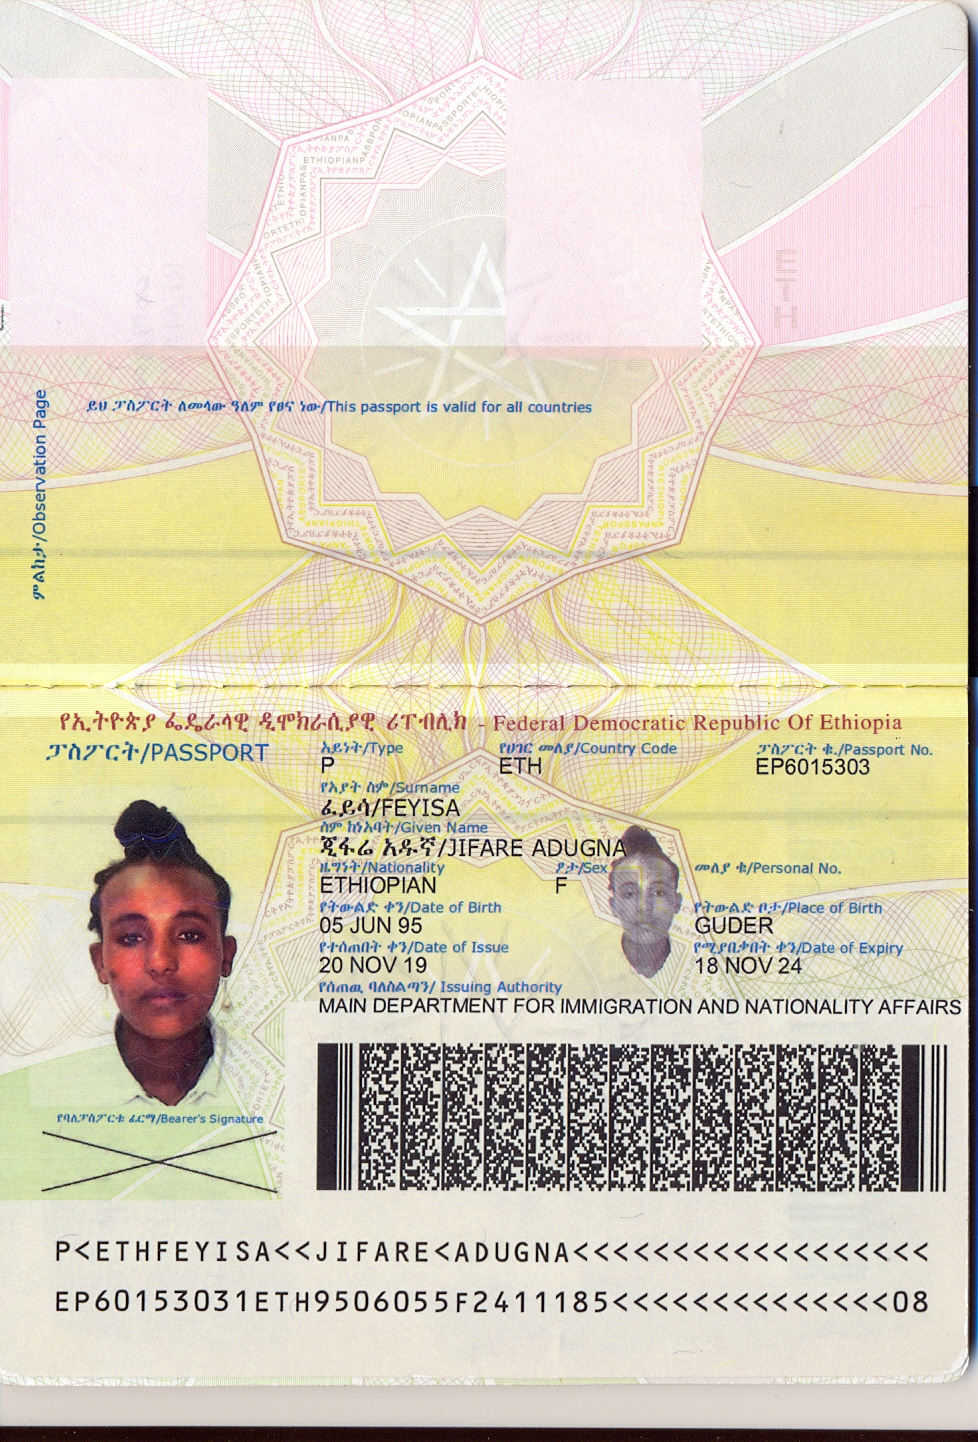 ምልከታ/Observation Page
ይህ ፓስፖርት ለመላው ዓለም የፀና ነው/This passport is valid for all countries
የኢትዮጵያ ፌዴራላዊ ዲሞክራሲያዊ ሪፐብሊክ - Federal Democratic Republic Of Ethiopia
ፓስፖርት/PASSPORT
አይነት/Type
የሀገር መለያ/Country Code
ፓስፖርት ቁ./Passport No.
P
ETH
EP6015303
የአያት ስም/Surname
ፈይሳ/FEYISA
ስም ከነአባት/Given Name
ጂፋሬ አዱኛ/JIFARE ADUGNA
ዜግነት/Nationality
ፆታ/Sex
መለያ ቁ/Personal No.
ETHIOPIAN
F
የትውልድ ቀን/Date of Birth
የትውልድ ቦታ/Place of Birth
05 JUN 95
GUDER
የተሰጠበት ቀን/Date of Issue
የሚያበቃበት ቀን/Date of Expiry
20 NOV 19
18 NOV 24
የሰጠዉ ባለስልጣን/ Issuing Authority
MAIN DEPARTMENT FOR IMMIGRATION AND NATIONALITY AFFAIRS
የባለፓስፖርቱ ፊርማ/Bearer's Signature
P<ETHFEYISA<<JIFARE<ADUGNA<<<<<<<<<<<<<<<<<<
EP60153031ETH9506055F2411185<<<<<<<<<<<<<<08